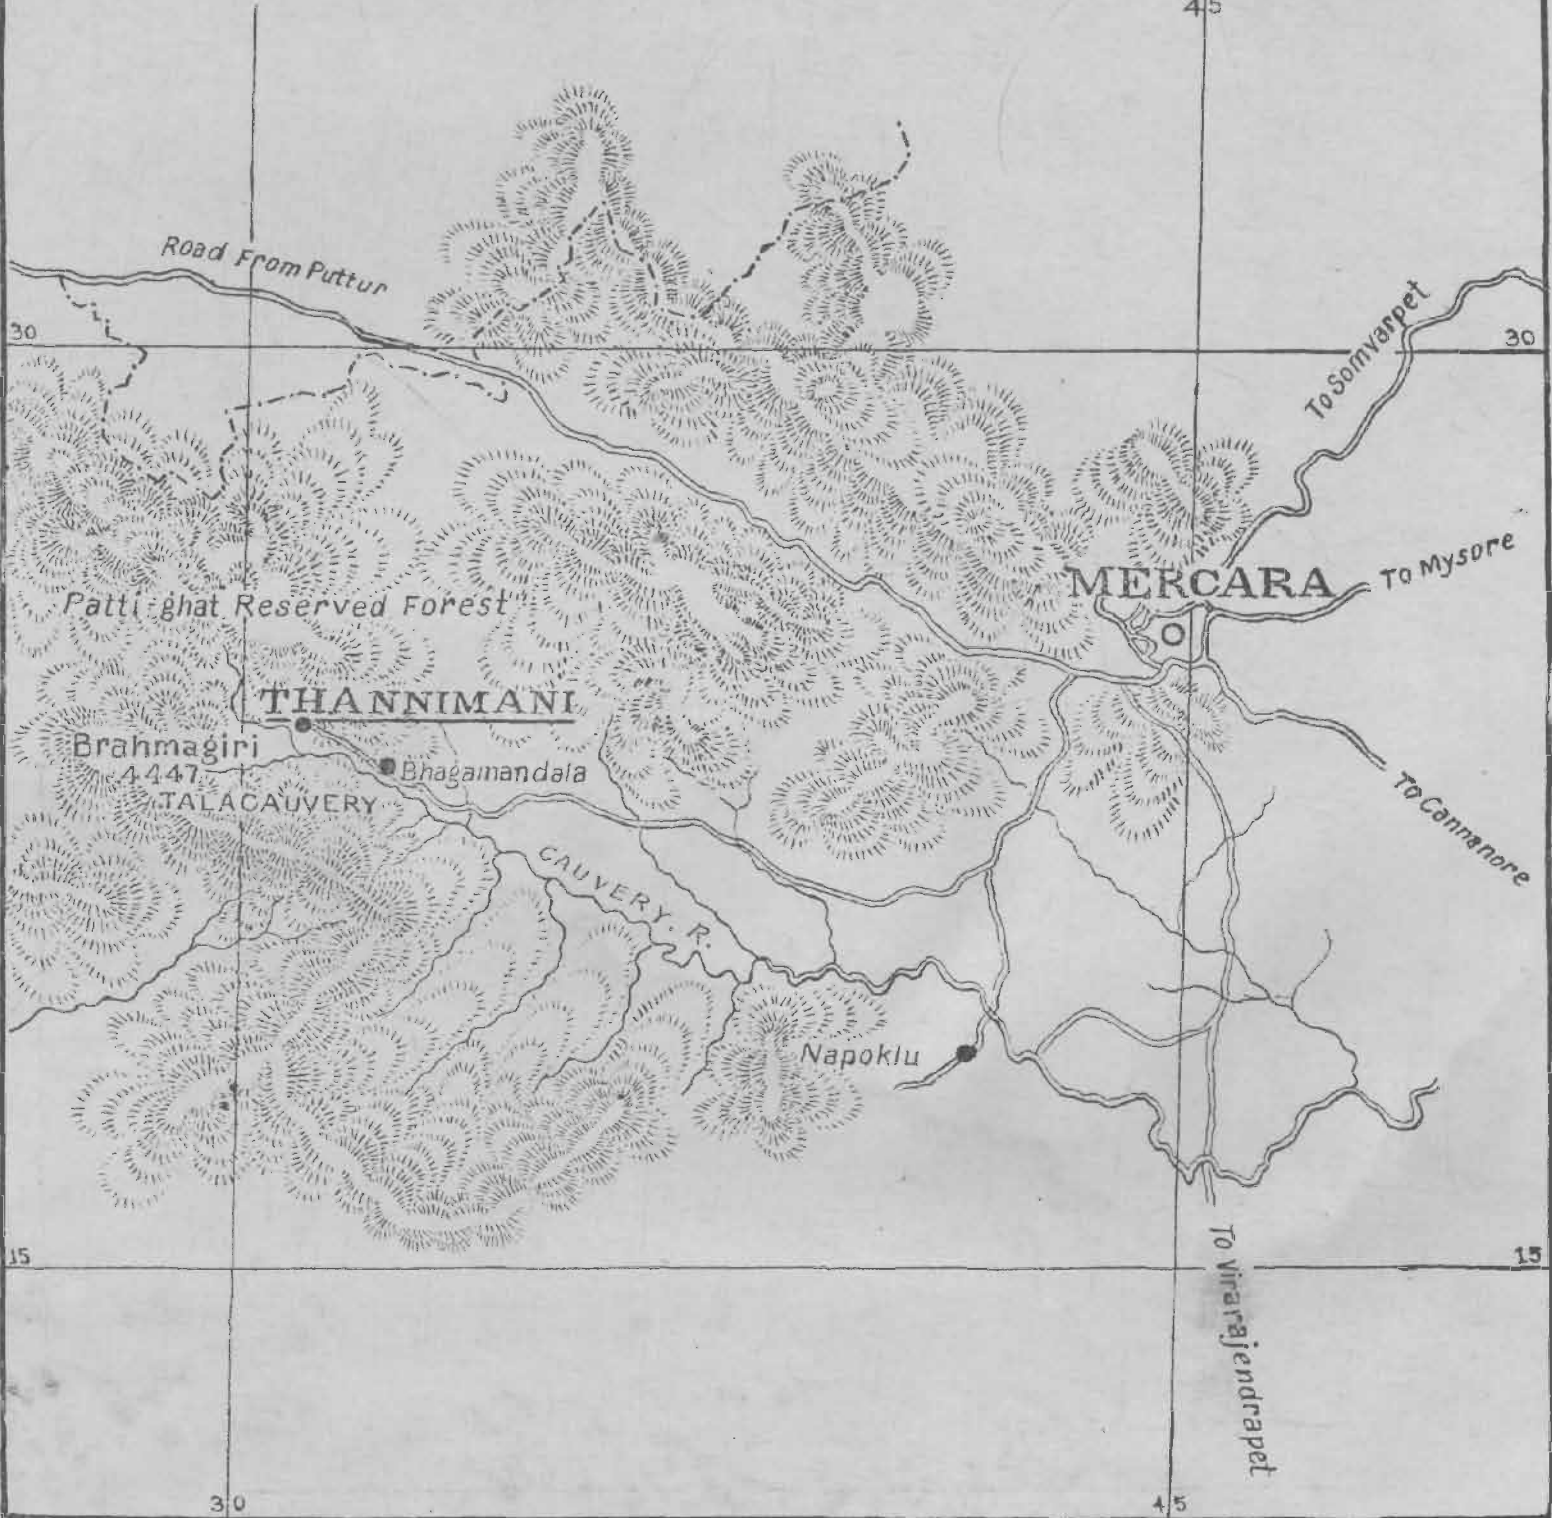 45
Road From Puttur
30
30
To Somvarpet
To Mysore
MERCARA
Patti-ghat Reserved Forest
THANNIMANI
Brahmagiri
4447
Bhagamandala
TALACAUVERY
To Cannanore
CAUVERY. R.
Napoklu
15
15
To Virarajendrapet
30
45